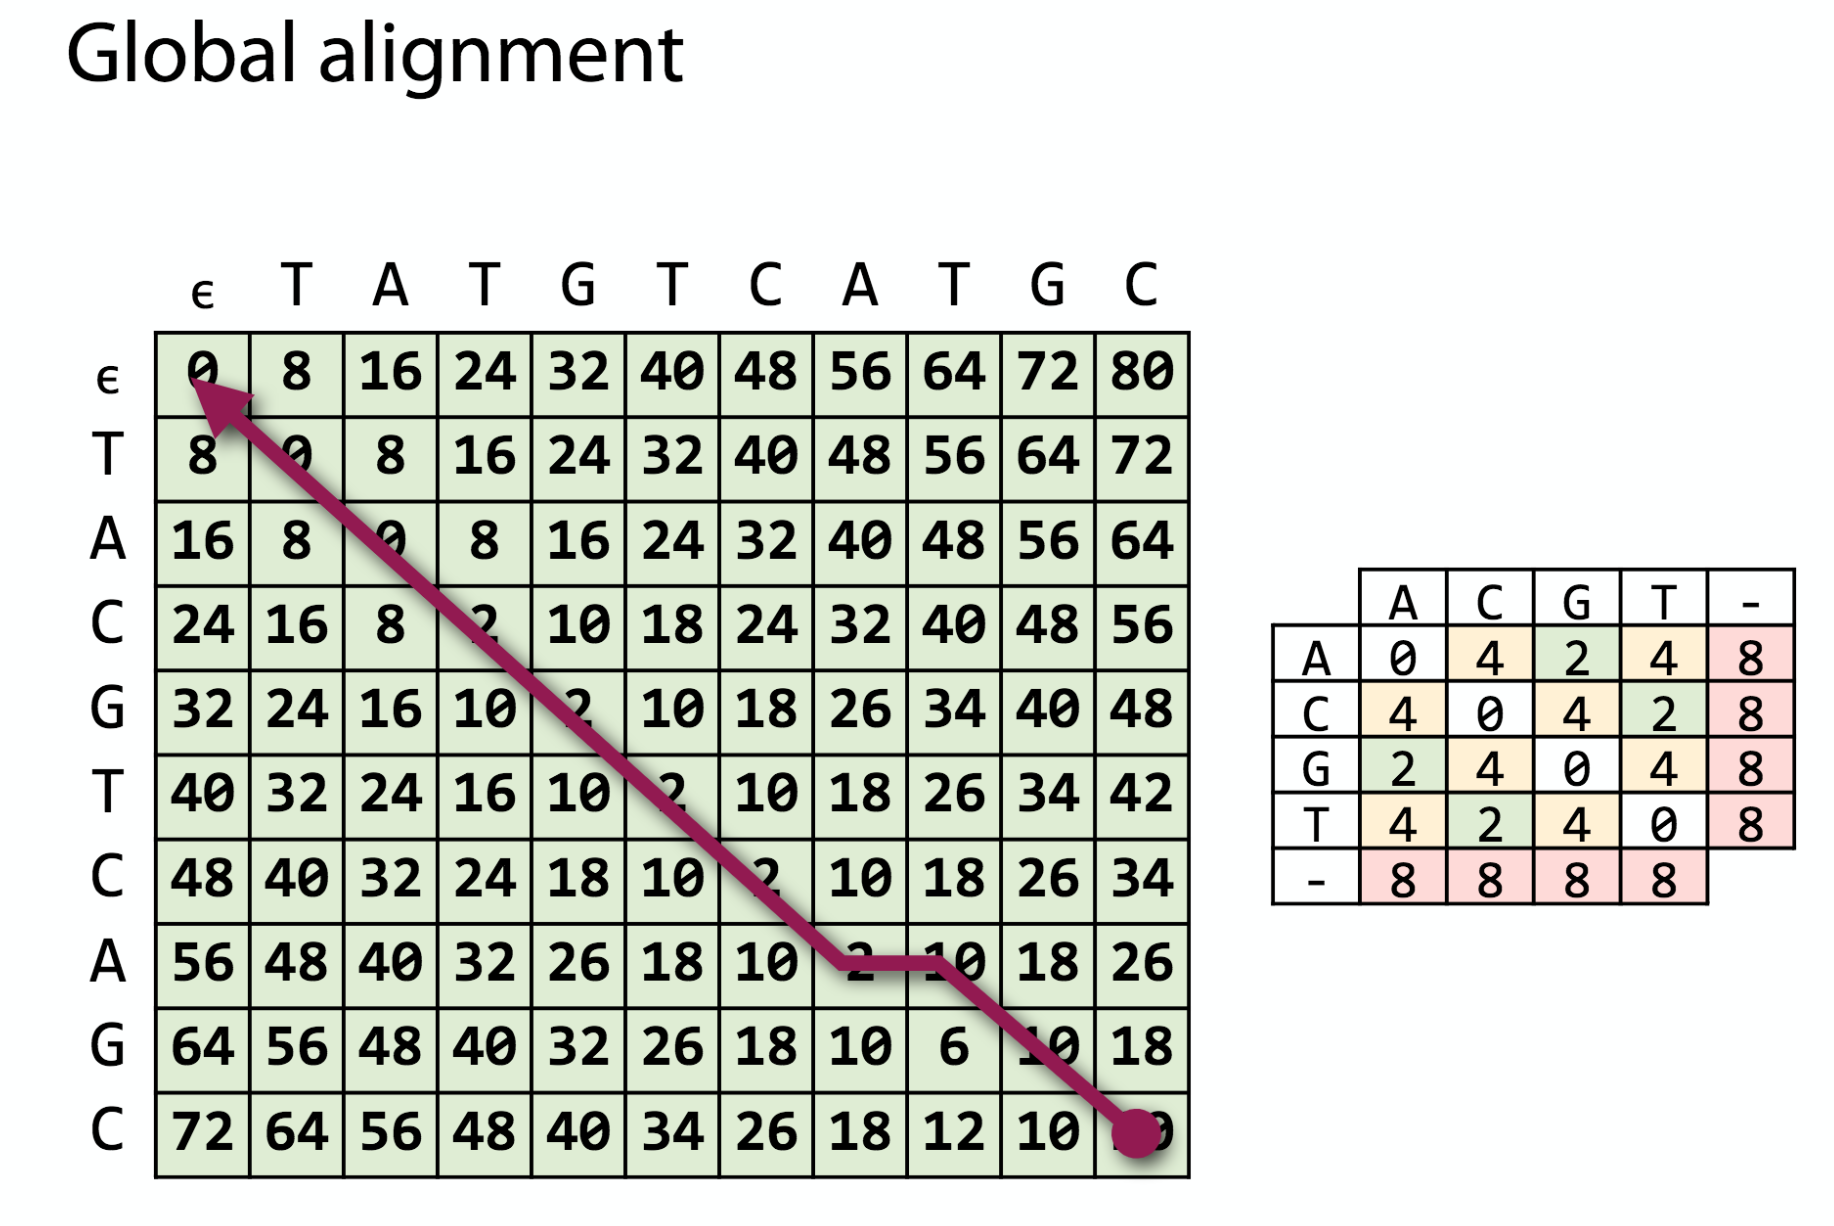 Global alignment
ϵ T A T G T C A T G C
ϵ 0 8 16 24 32 40 48 56 64 72 80
T 8 0 8 16 24 32 40 48 56 64 72
A 16 8 0 8 16 24 32 40 48 56 64
C 24 16 8 2 10 18 24 32 40 48 56
G 32 24 16 10 2 10 18 26 34 40 48
T 40 32 24 16 10 2 10 18 26 34 42
C 48 40 32 24 18 10 2 10 18 26 34
A 56 48 40 32 26 18 10 2 10 18 26
G 64 56 48 40 32 26 18 10 6 10 18
C 72 64 56 48 40 34 26 18 12 10
A C G T -
A 0 4 2 4 8
C 4 0 4 2 8
G 2 4 0 4 8
T 4 2 4 0 8
- 8 8 8 8